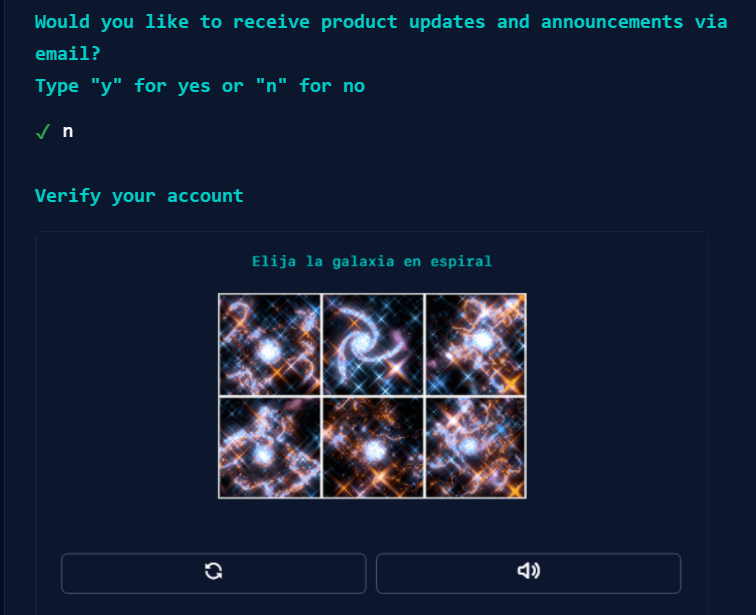 Would you like to receive product updates and announcements via
email?
Type "y" for yes or "n" for no
✓ n
Verify your account
Elija la galaxia en espiral